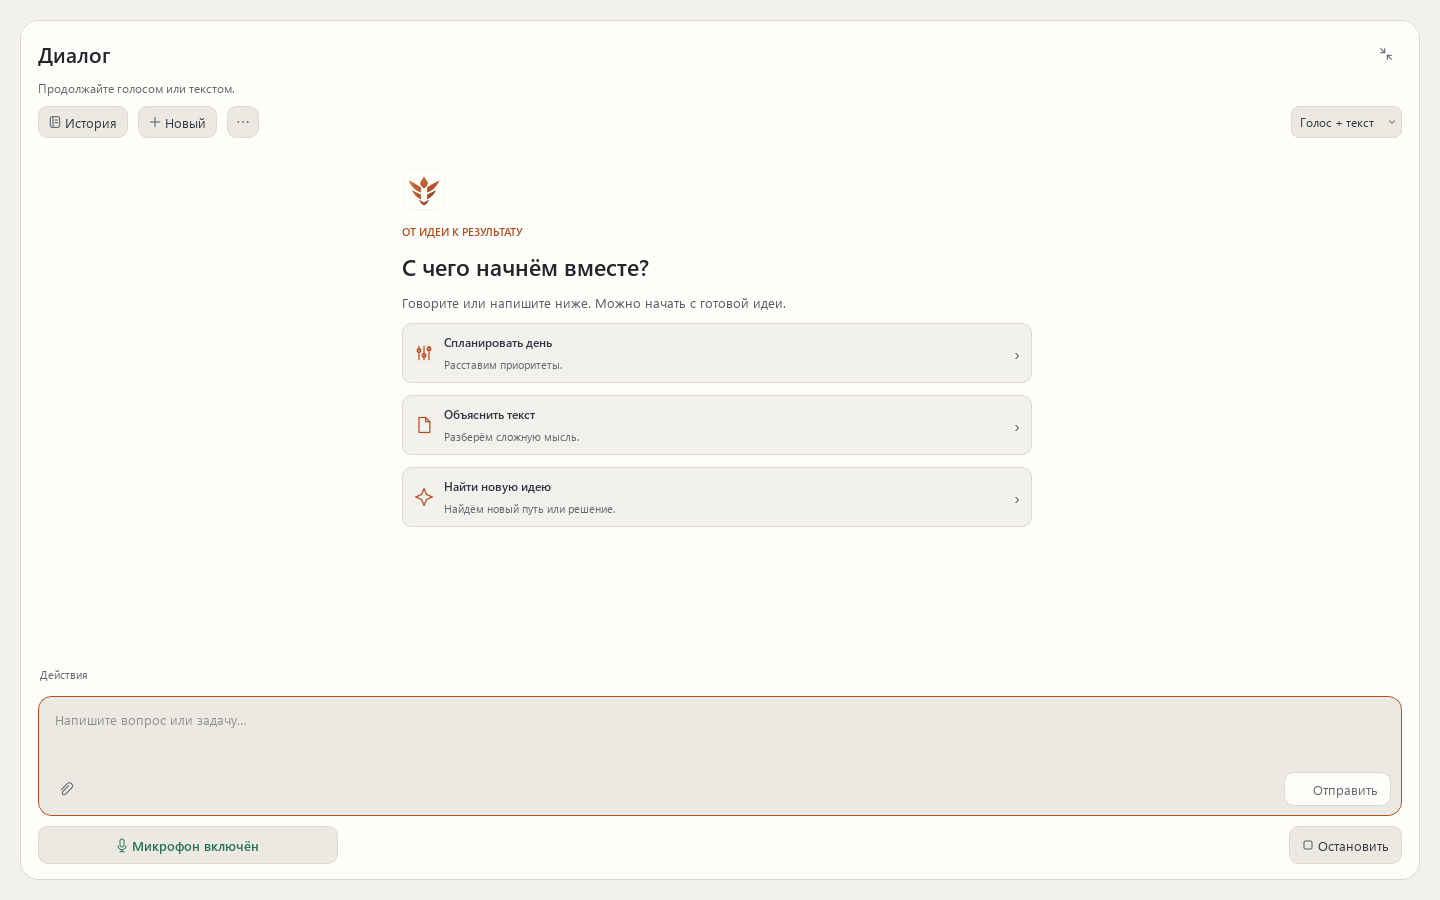 Диалог
Продолжайте голосом или текстом.
История
Новый
...
Голос + текст
ОТ ИДЕИ К РЕЗУЛЬТАТУ
С чего начнём вместе?
Говорите или напишите ниже. Можно начать с готовой идеи.
Спланировать день
Расставим приоритеты.
Объяснить текст
Разберём сложную мысль.
Найти новую идею
Найдём новый путь или решение.
Действия
Напишите вопрос или задачу...
Отправить
Микрофон включён
Остановить